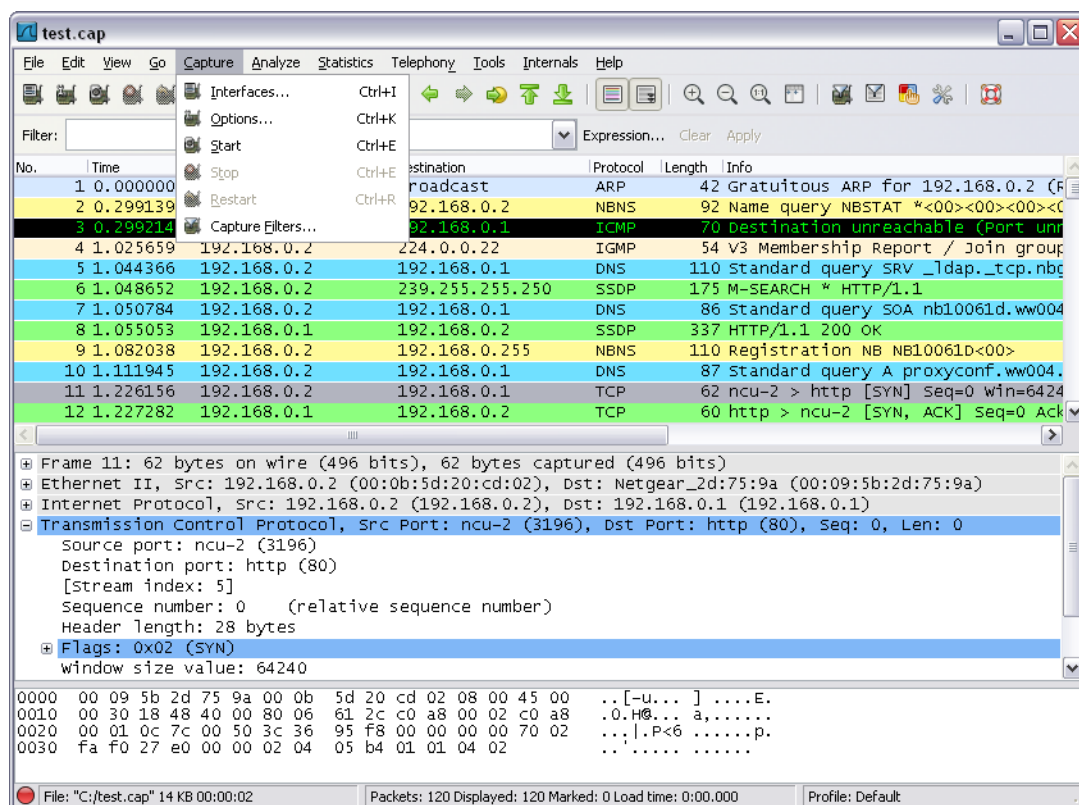 test.cap
File Edit View Go Capture Analyze Statistics Telephony Tools Internals Help
Interfaces... Ctrl+I
Options... Ctrl+K
Start Ctrl+E
Stop Ctrl+E
Restart Ctrl+R
Capture Filters...
Filter: Expression... Clear Apply
No. Time estination Protocol Length Info
1 0.000000 roadcast ARP 42 Gratuitous ARP for 192.168.0.2 (R
2 0.299139 92.168.0.2 NBNS 92 Name query NBSTAT *<00><00><00><0
3 0.299214 92.168.0.1 ICMP 70 Destination unreachable (Port unr
4 1.025659 192.168.0.2 224.0.0.22 IGMP 54 V3 Membership Report / Join group
5 1.044366 192.168.0.2 192.168.0.1 DNS 110 Standard query SRV _ldap._tcp.nbg
6 1.048652 192.168.0.2 239.255.255.250 SSDP 175 M-SEARCH * HTTP/1.1
7 1.050784 192.168.0.2 192.168.0.1 DNS 86 Standard query SOA nb10061d.ww004
8 1.055053 192.168.0.1 192.168.0.2 SSDP 337 HTTP/1.1 200 OK
9 1.082038 192.168.0.2 192.168.0.255 NBNS 110 Registration NB NB10061D<00>
10 1.111945 192.168.0.2 192.168.0.1 DNS 87 Standard query A proxyconf.ww004.
11 1.226156 192.168.0.2 192.168.0.1 TCP 62 ncu-2 > http [SYN] Seq=0 Win=6424
12 1.227282 192.168.0.1 192.168.0.2 TCP 60 http > ncu-2 [SYN, ACK] Seq=0 Ack
Frame 11: 62 bytes on wire (496 bits), 62 bytes captured (496 bits)
Ethernet II, Src: 192.168.0.2 (00:0b:5d:20:cd:02), Dst: Netgear_2d:75:9a (00:09:5b:2d:75:9a)
Internet Protocol, Src: 192.168.0.2 (192.168.0.2), Dst: 192.168.0.1 (192.168.0.1)
Transmission Control Protocol, Src Port: ncu-2 (3196), Dst Port: http (80), Seq: 0, Len: 0
Source port: ncu-2 (3196)
Destination port: http (80)
[Stream index: 5]
Sequence number: 0 (relative sequence number)
Header length: 28 bytes
Flags: 0x02 (SYN)
Window size value: 64240
0000 00 09 5b 2d 75 9a 00 0b 5d 20 cd 02 08 00 45 00 ..[-u... ] ....E.
0010 00 30 18 48 40 00 80 06 61 2c c0 a8 00 02 c0 a8 .0.H@... a,......
0020 00 01 0c 7c 00 50 3c 36 95 f8 00 00 00 00 70 02 ...|.P<6 ......p.
0030 fa f0 27 e0 00 00 02 04 05 b4 01 01 04 02 ..'..... ......
File: "C:/test.cap" 14 KB 00:00:02 Packets: 120 Displayed: 120 Marked: 0 Load time: 0:00.000 Profile: Default